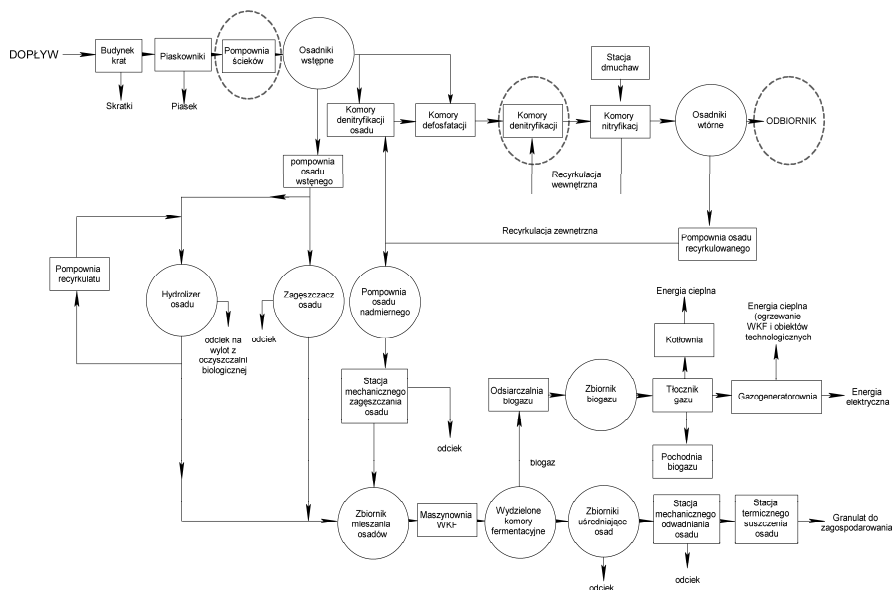 DOPŁYW
Budynek
krat
Piaskowniki
Pompownia
ścieków
Osadniki
wstępne
Skratki
Piasek
Stacja
dmuchaw
Komory
denitryfikacji
osadu
Komory
defosfatacji
Komory
denitryfikacji
Komory
nitryfikacj
Osadniki
wtórne
ODBIORNIK
pompownia
osadu
wstęnego
Recyrkulacja
wewnętrzna
Recyrkulacja zewnętrzna
Pompownia osadu
recyrkulowanego
Pompownia
recyrkulatu
Hydrolizer
osadu
Zagęszczacz
osadu
Pompownia
osadu
nadmiernego
odciek na
wylot z
oczyszczalni
biologicznej
odciek
Energia cieplna
Energia cieplna
(ogrzewanie
WKF i obiektów
technologicznych
Kotłownia
Stacja
mechanicznego
zagęszczania
osadu
odciek
Odsiarczalnia
biogazu
Zbiornik
biogazu
Tłocznik
gazu
Gazogeneratorownia
Energia
elektryczna
biogaz
Pochodnia
biogazu
Zbiornik
mieszania
osadów
Maszynownia
WKF
Wydzielone
komory
fermentacyjne
Zbiorniki
uśredniające
osad
Stacja
mechanicznego
odwadniania
osadu
Stacja
termicznego
suszczenia
osadu
Granulat do
zagospodarowania
odciek
odciek